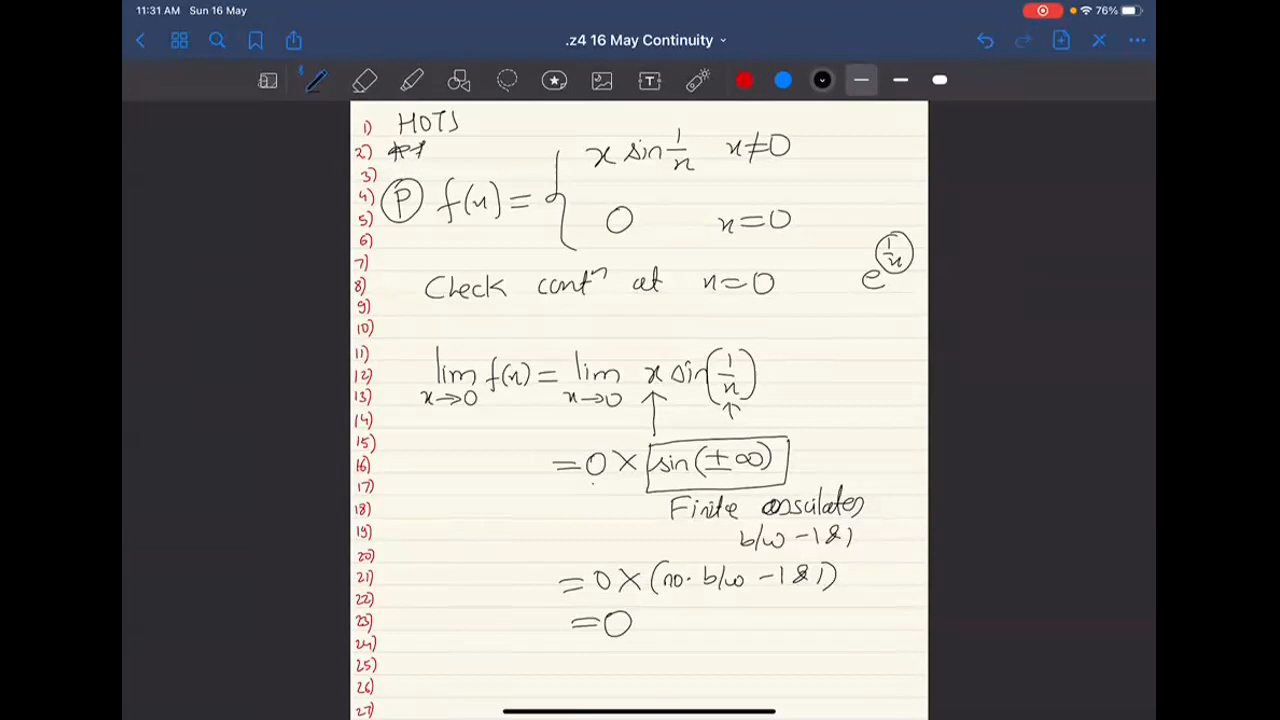 11:31 AM Sun 16 May
76%
.z4 16 May Continuity
1) HOTS
2)
3)
4) (P) f(x) = { x sin 1/x x≠0
5) 0 x=0
6)
7) e^(1/x)
8) Check contⁿ at x=0
9)
10)
11)
12) lim x→0 f(x) = lim x→0 x sin(1/x)
13)
14)
15)
16) = 0 × sin(±∞)
17)
18) Finite osscilates
19) b/w -1 & 1
20)
21) = 0 × (no. b/w -1 & 1)
22)
23) = 0
24)
25)
26)
27)